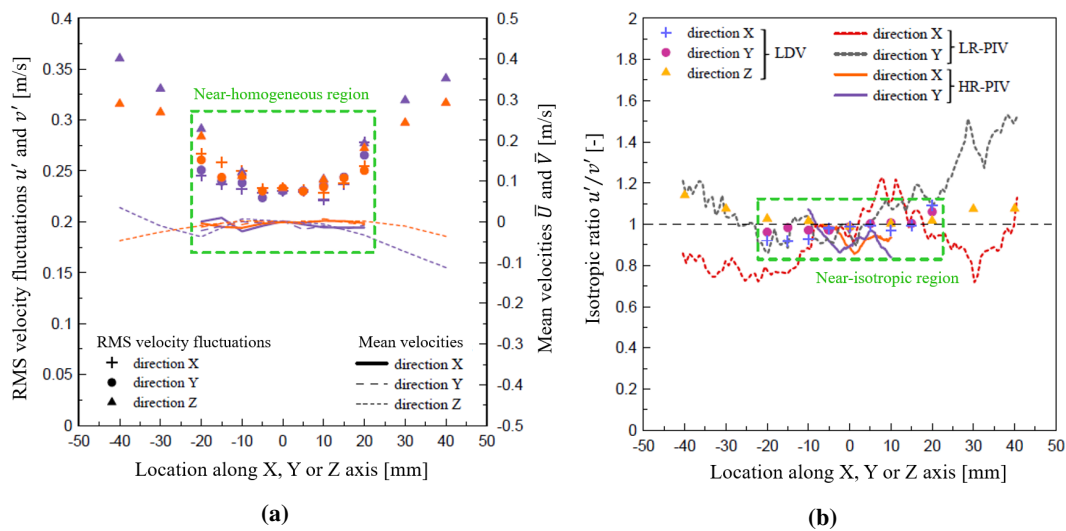 RMS velocity fluctuations u′ and v′ [m/s]
0.4
0.35
0.3
0.25
0.2
0.15
0.1
0.05
0
Near-homogeneous region
RMS velocity fluctuations
direction X
direction Y
direction Z
Mean velocities
direction X
direction Y
direction Z
0.5
0.4
0.3
0.2
0.1
0
-0.1
-0.2
-0.3
-0.4
-0.5
Mean velocities Ū and V̄ [m/s]
-50 -40 -30 -20 -10 0 10 20 30 40 50
Location along X, Y or Z axis [mm]
(a)
Isotropic ratio u′/v′ [-]
2
1.8
1.6
1.4
1.2
1
0.8
0.6
0.4
0.2
0
direction X
direction Y
direction Z
LDV
direction X
direction Y
LR-PIV
direction X
direction Y
HR-PIV
Near-isotropic region
-50 -40 -30 -20 -10 0 10 20 30 40 50
Location along X, Y or Z axis [mm]
(b)